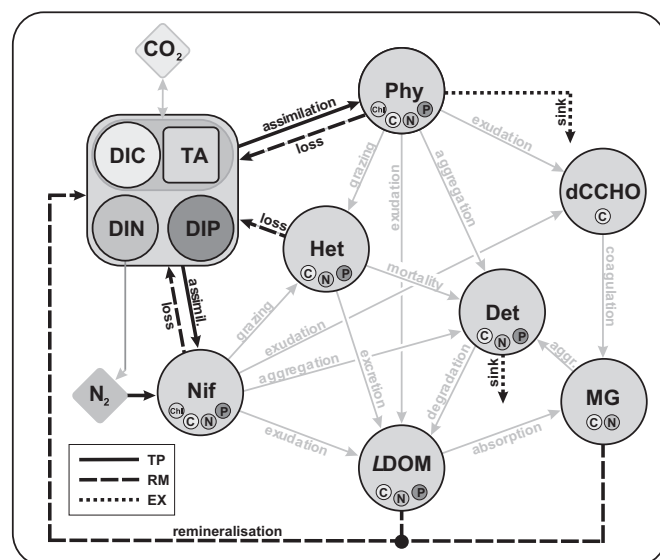 CO2
Phy
Chl C N P
assimilation
loss
sink
exudation
DIC TA
DIN DIP
grazing
exudation
aggregation
dCCHO
C
loss
Het
C N P
mortality
coagulation
assimil.
loss
grazing
exudation
Det
C N P
aggregation
excretion
degradation
sink
aggr.
N2
Nif
Chl C N P
MG
C N
exudation
LDOM
C N P
absorption
TP
RM
EX
remineralisation